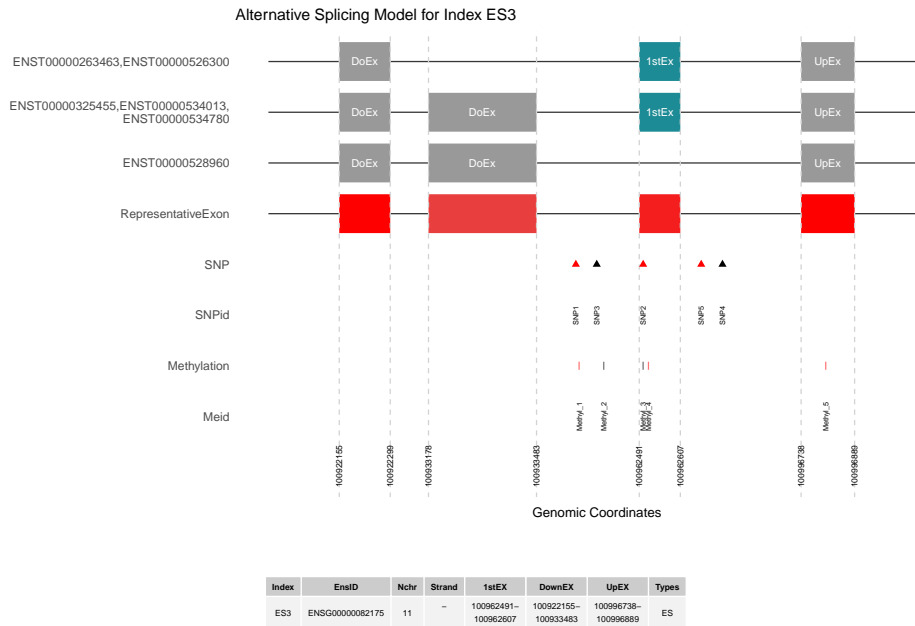 Alternative Splicing Model for Index ES3
ENST00000263463,ENST00000526300
DoEx 1stEx UpEx
ENST00000325455,ENST00000534013,
ENST00000534780
DoEx DoEx 1stEx UpEx
ENST00000528960
DoEx DoEx UpEx
RepresentativeExon
SNP
SNPid
SNP1 SNP3 SNP2 SNP5 SNP4
Methylation
Meid
Methyl_1 Methyl_2 Methyl_3 Methyl_4 Methyl_5
100922155 100922299 100933178 100933483 100962491 100962607 100996738 100996889
Genomic Coordinates
Index EnsID Nchr Strand 1stEX DownEX UpEX Types
ES3 ENSG00000082175 11 – 100962491– 100922155– 100996738– ES
100962607 100933483 100996889